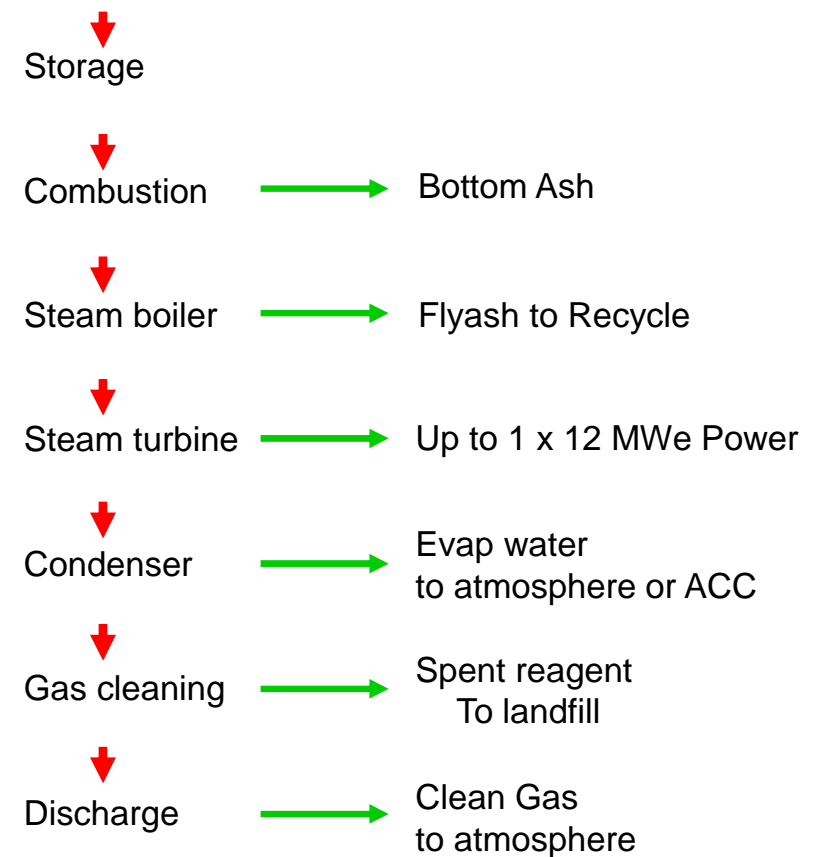 Storage
Combustion
Bottom Ash
Steam boiler
Flyash to Recycle
Steam turbine
Up to 1 x 12 MWe Power
Condenser
Evap water
to atmosphere or ACC
Gas cleaning
Spent reagent
To landfill
Discharge
Clean Gas
to atmosphere